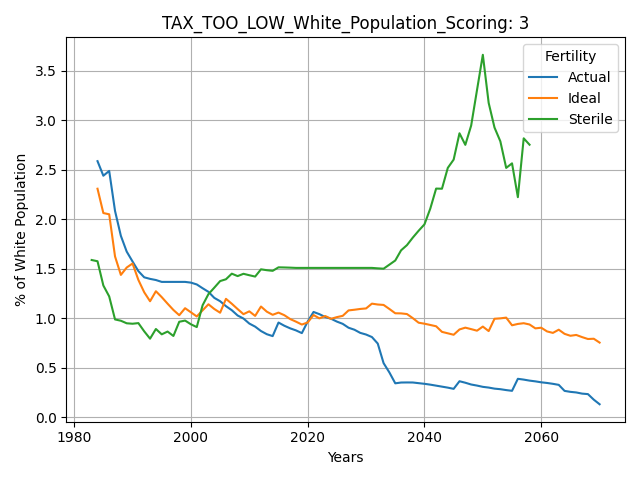 TAX_TOO_LOW_White_Population_Scoring: 3
Fertility
Actual
Ideal
Sterile
% of White Population
3.5
3.0
2.5
2.0
1.5
1.0
0.5
0.0
1980 2000 2020 2040 2060
Years